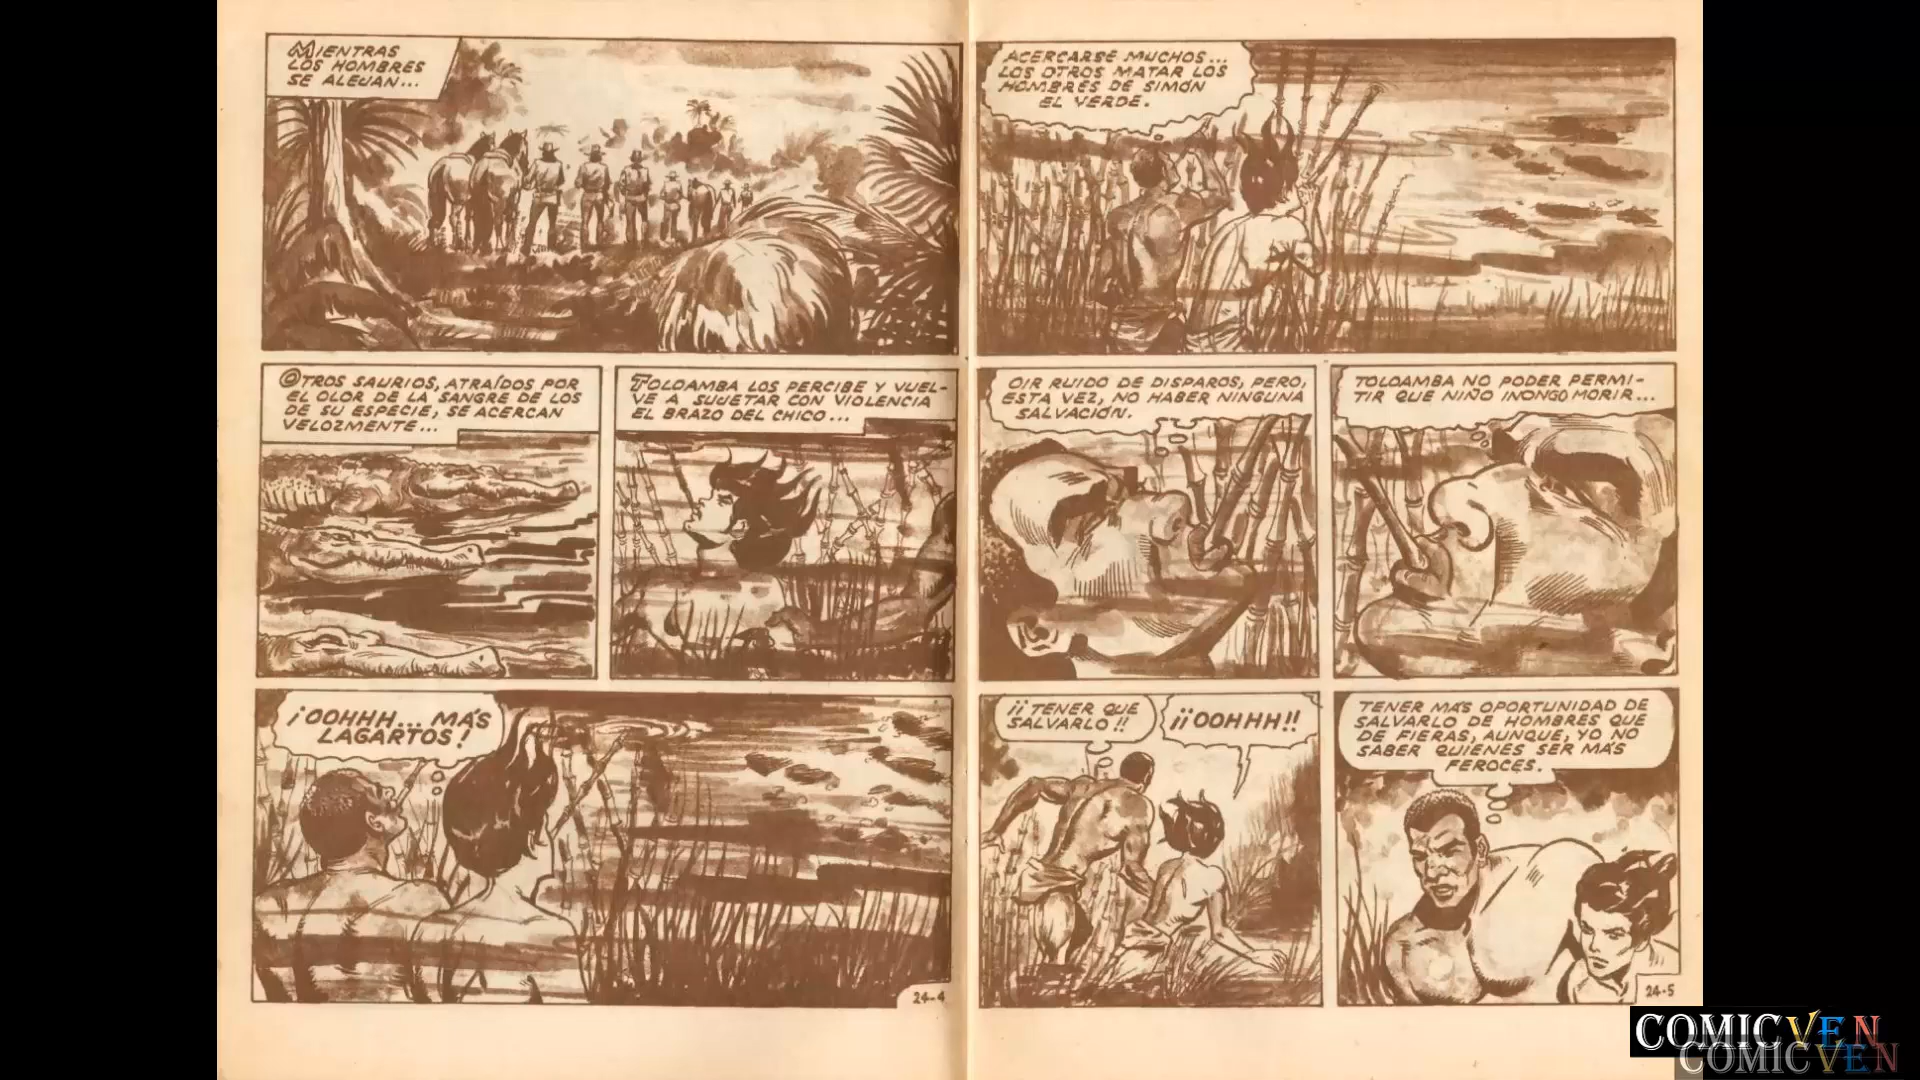 MIENTRAS
LOS HOMBRES
SE ALEJAN...
OTROS SAURIOS, ATRAÍDOS POR
EL OLOR DE LA SANGRE DE LOS
DE SU ESPECIE, SE ACERCAN
VELOZMENTE...
TOLOAMBA LOS PERCIBE Y VUEL-
VE A SUJETAR CON VIOLENCIA
EL BRAZO DEL CHICO...
¡OOHHH... MÁS
LAGARTOS!
24-4
ACERCARSE MUCHOS...
LOS OTROS MATAR LOS
HOMBRES DE SIMÓN
EL VERDE.
OIR RUIDO DE DISPAROS, PERO,
ESTA VEZ, NO HABER NINGUNA
SALVACIÓN.
TOLOAMBA NO PODER PERMI-
TIR QUE NIÑO INONGO MORIR...
¡¡TENER QUE
SALVARLO!!
¡¡OOHHH!!
TENER MÁS OPORTUNIDAD DE
SALVARLO DE HOMBRES QUE
DE FIERAS, AUNQUE, YO NO
SABER QUIENES SER MÁS
FEROCES.
24-5
COMICVEN
COMICVEN